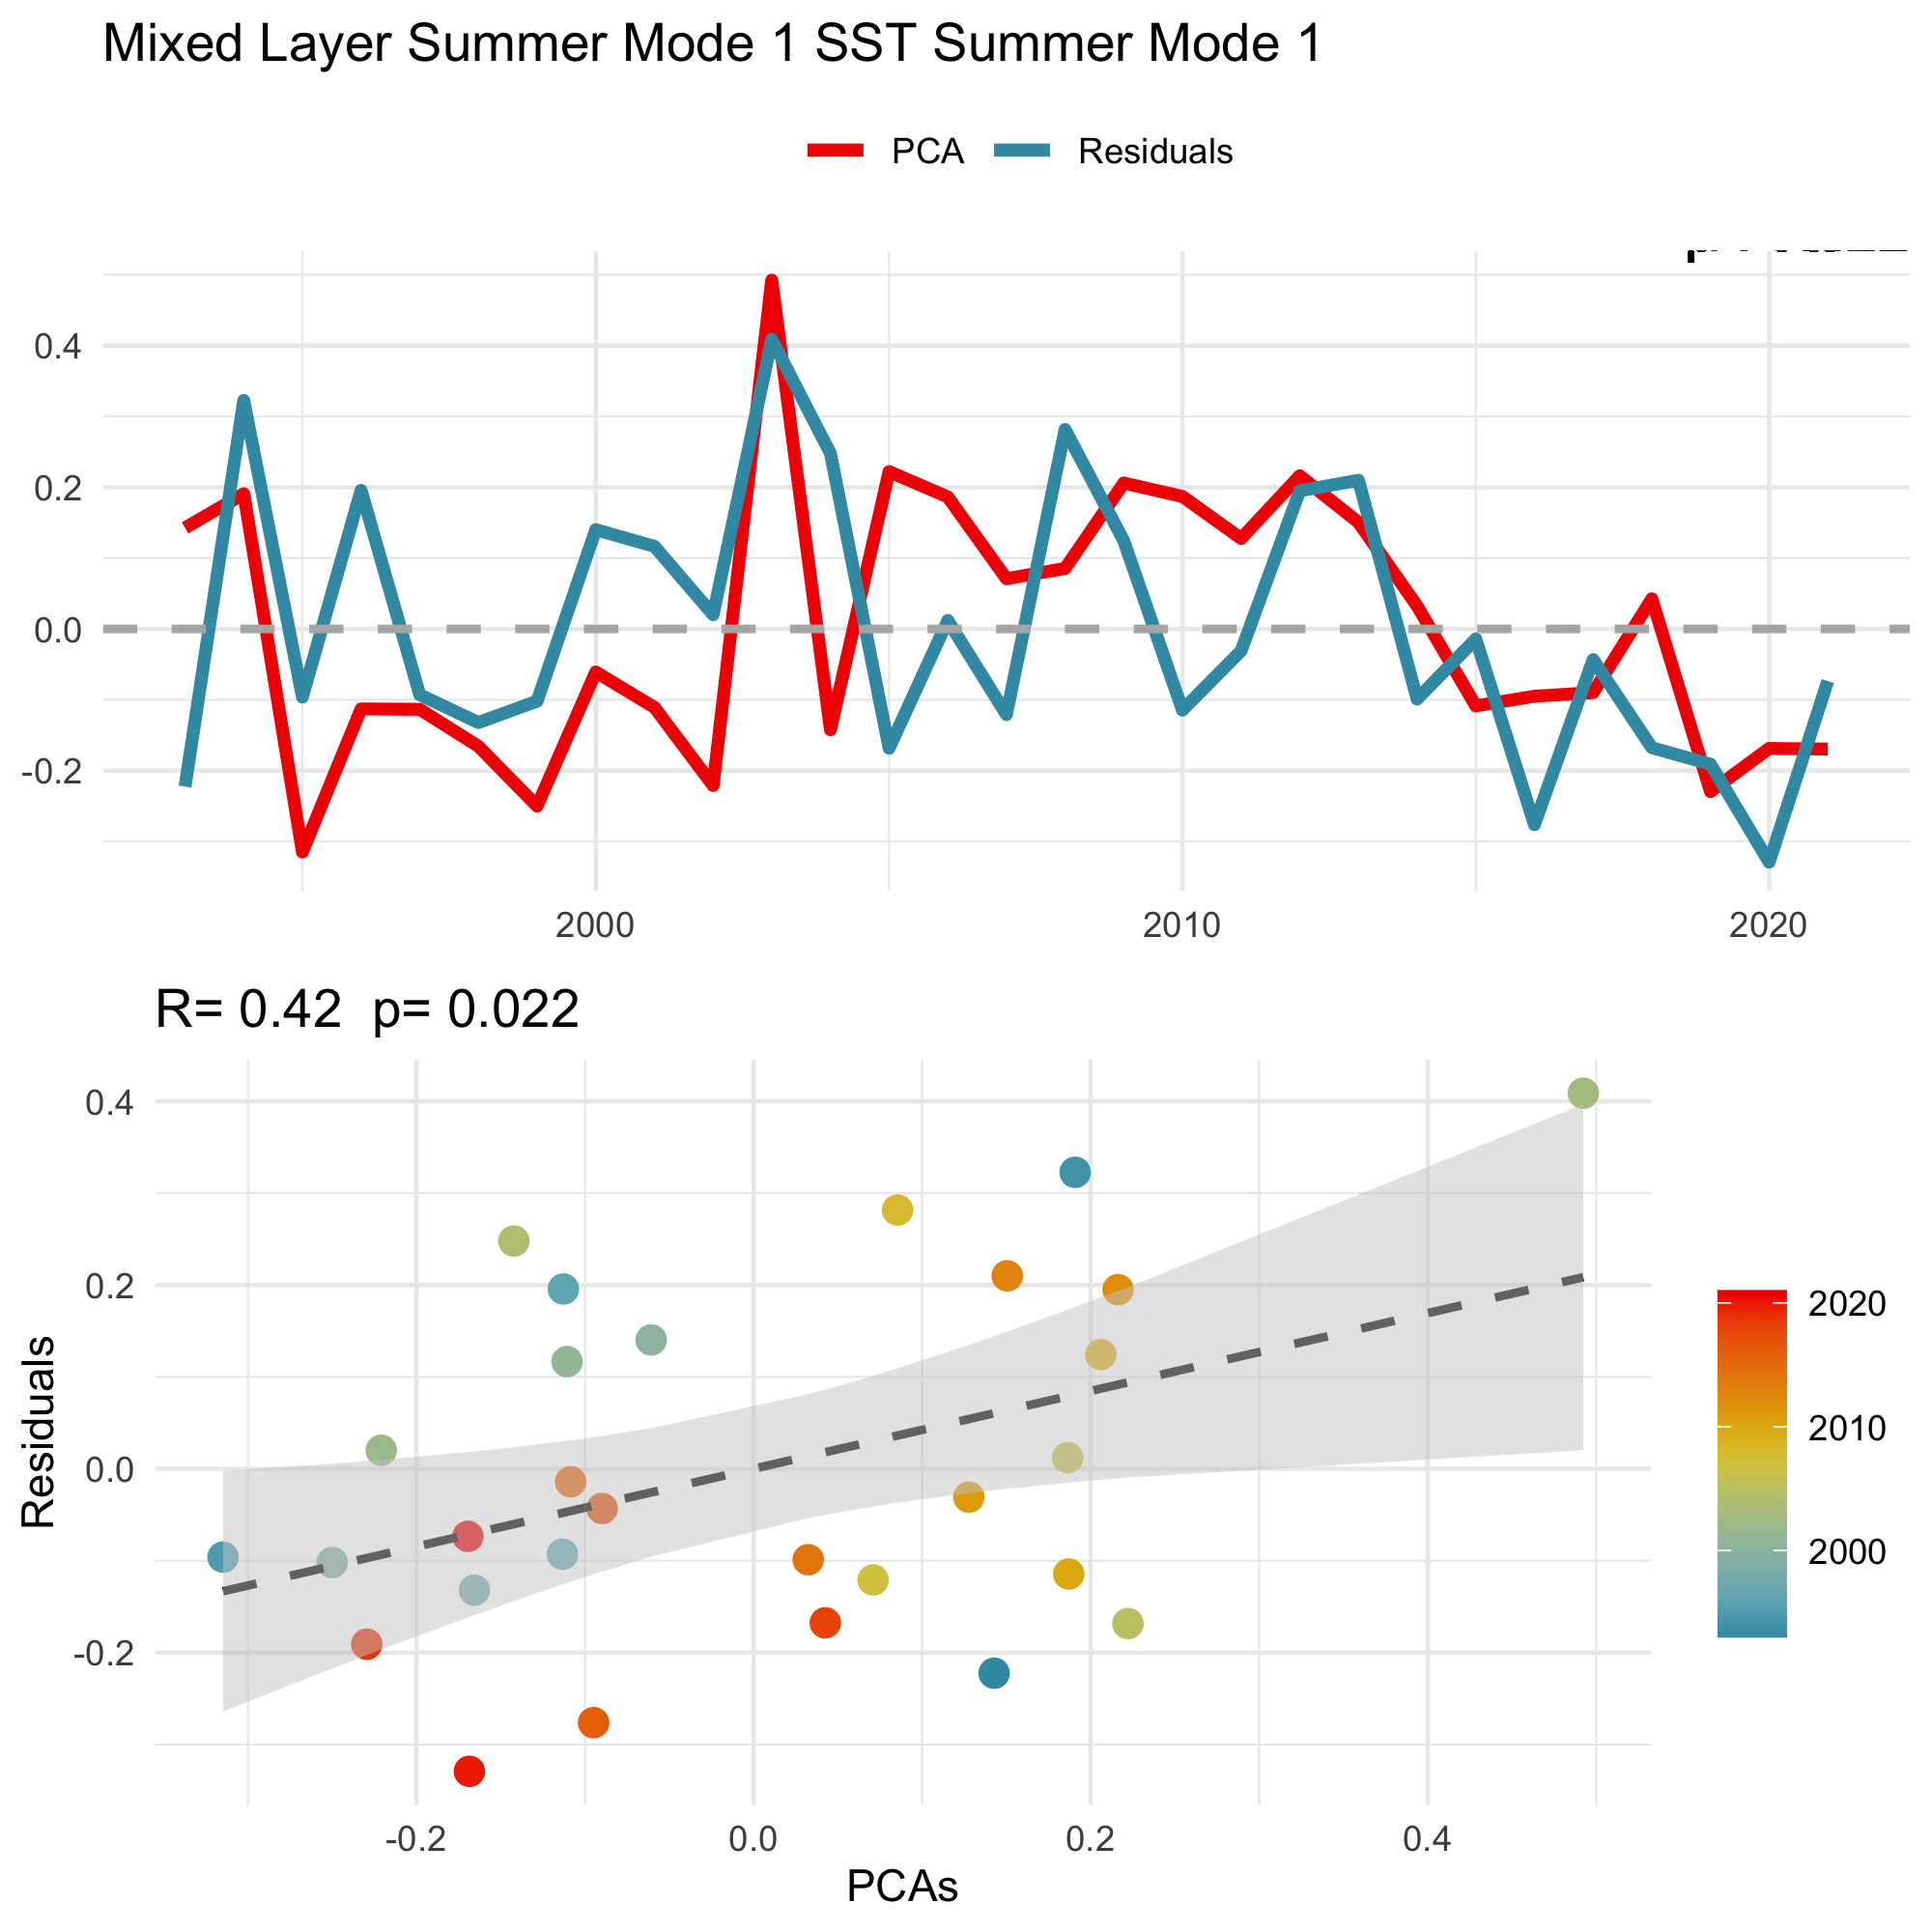 Mixed Layer Summer Mode 1 SST Summer Mode 1
PCA Residuals
0.4
0.2
0.0
-0.2
2000 2010 2020
R= 0.42 p= 0.022
Residuals
0.4
0.2
0.0
-0.2
-0.2 0.0 0.2 0.4
PCAs
2020
2010
2000